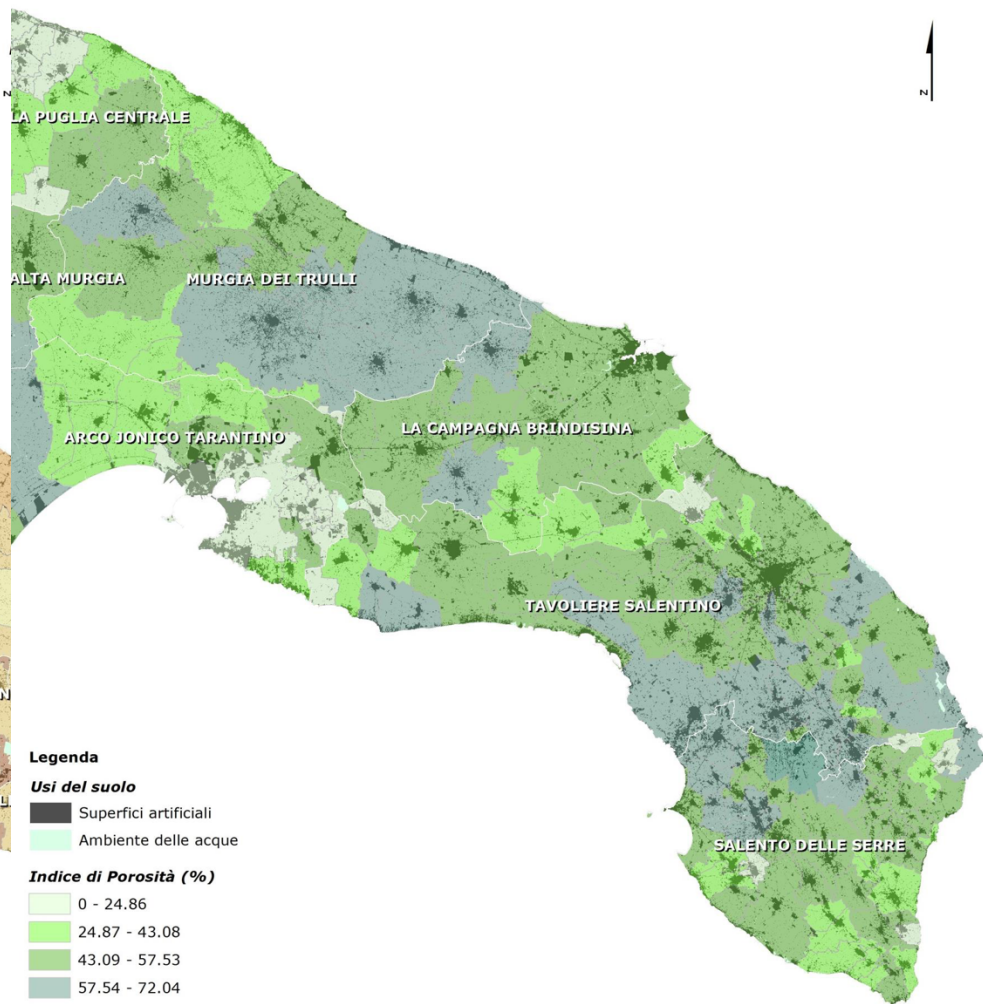 z
z
LA PUGLIA CENTRALE
ALTA MURGIA
MURGIA DEI TRULLI
ARCO JONICO TARANTINO
LA CAMPAGNA BRINDISINA
TAVOLIERE SALENTINO
N
L
SALENTO DELLE SERRE
Legenda
Usi del suolo
Superfici artificiali
Ambiente delle acque
Indice di Porosità (%)
0 - 24.86
24.87 - 43.08
43.09 - 57.53
57.54 - 72.04